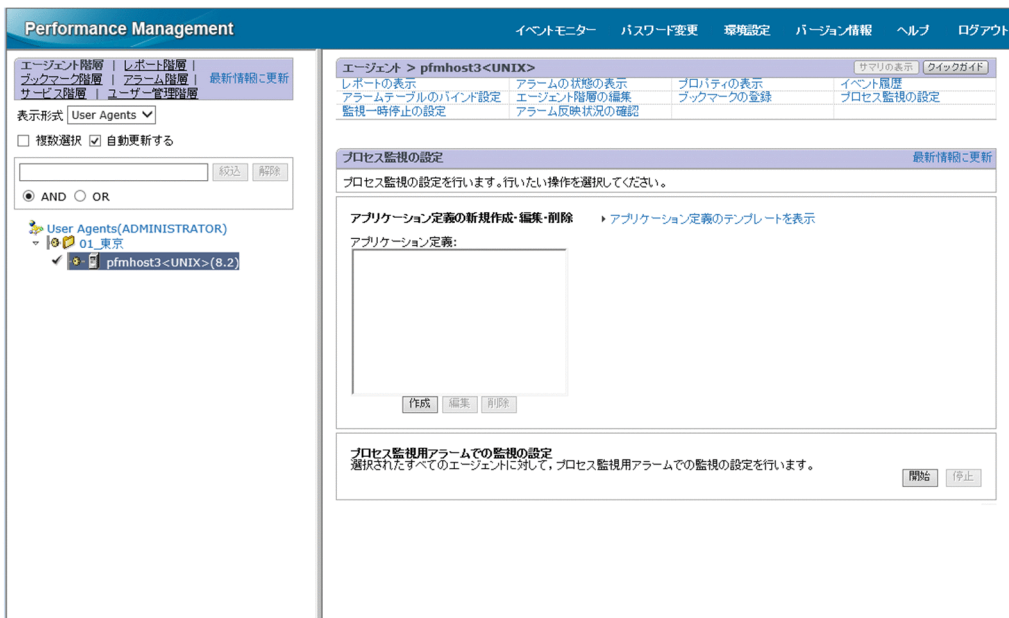 Performance Management
イベントモニター パスワード変更 環境設定 バージョン情報 ヘルプ ログアウト
エージェント階層 | レポート階層 |
ブックマーク階層 | アラーム階層 | 最新情報に更新
サービス階層 | ユーザー管理階層
表示形式 User Agents
複数選択 自動更新する
絞込 解除
AND OR
User Agents(ADMINISTRATOR)
01_東京
pfmhost3<UNIX>(8.2)
エージェント > pfmhost3<UNIX> サマリの表示 クイックガイド
レポートの表示 アラームの状態の表示 プロパティの表示 イベント履歴
アラームテーブルのバインド設定 エージェント階層の編集 ブックマークの登録 プロセス監視の設定
監視一時停止の設定 アラーム反映状況の確認
プロセス監視の設定 最新情報に更新
プロセス監視の設定を行います。行いたい操作を選択してください。
アプリケーション定義の新規作成・編集・削除 アプリケーション定義のテンプレートを表示
アプリケーション定義:
作成 編集 削除
プロセス監視用アラームでの監視の設定
選択されたすべてのエージェントに対して，プロセス監視用アラームでの監視の設定を行います。
開始 停止